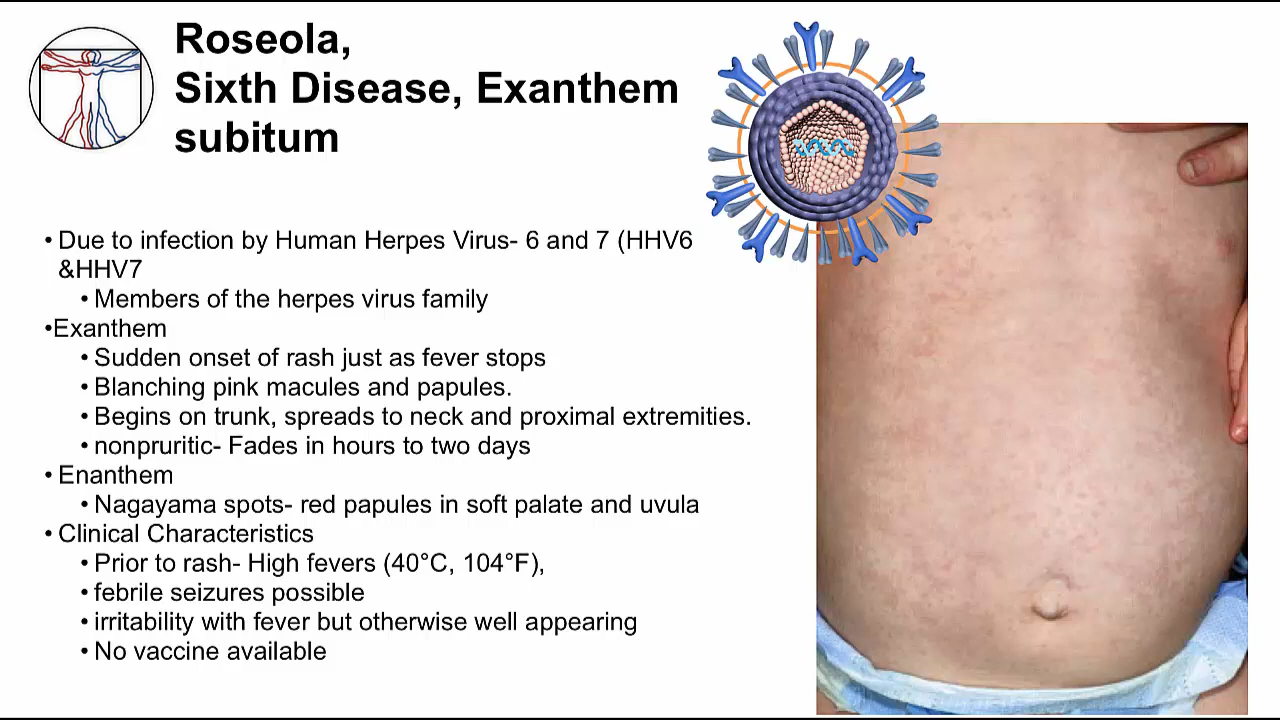 Roseola,
Sixth Disease, Exanthem
subitum
• Due to infection by Human Herpes Virus- 6 and 7 (HHV6
&HHV7
• Members of the herpes virus family
•Exanthem
• Sudden onset of rash just as fever stops
• Blanching pink macules and papules.
• Begins on trunk, spreads to neck and proximal extremities.
• nonpruritic- Fades in hours to two days
• Enanthem
• Nagayama spots- red papules in soft palate and uvula
• Clinical Characteristics
• Prior to rash- High fevers (40°C, 104°F),
• febrile seizures possible
• irritability with fever but otherwise well appearing
• No vaccine available